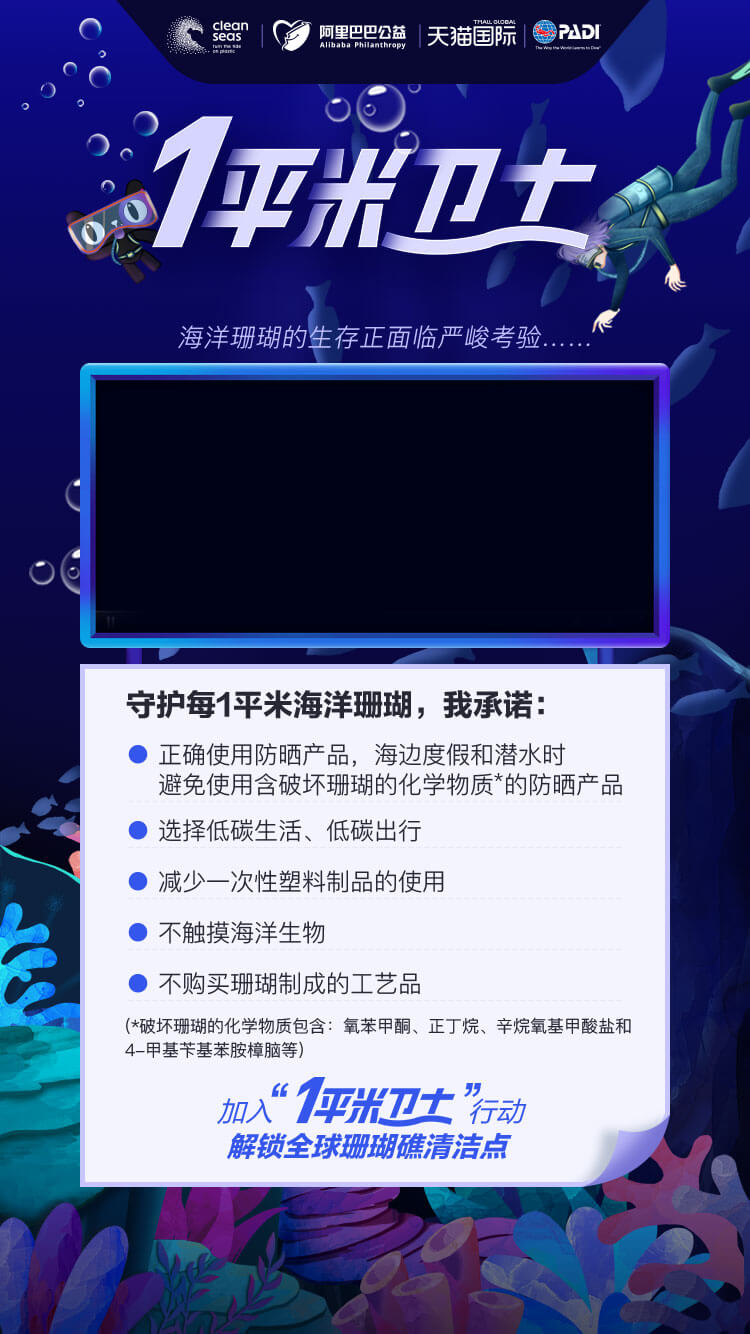 clean seas
turn the tide on plastic
阿里巴巴公益
Alibaba Philanthropy
TMALL GLOBAL
天猫国际
PADI
The Way the World Learns to Dive®
1平米卫士
海洋珊瑚的生存正面临严峻考验……
守护每1平米海洋珊瑚，我承诺：
正确使用防晒产品，海边度假和潜水时
避免使用含破坏珊瑚的化学物质*的防晒产品
选择低碳生活、低碳出行
减少一次性塑料制品的使用
不触摸海洋生物
不购买珊瑚制成的工艺品
(*破坏珊瑚的化学物质包含：氧苯甲酮、正丁烷、辛烷氧基甲酸盐和
4-甲基苄基苯胺樟脑等)
加入“1平米卫士”行动
解锁全球珊瑚礁清洁点